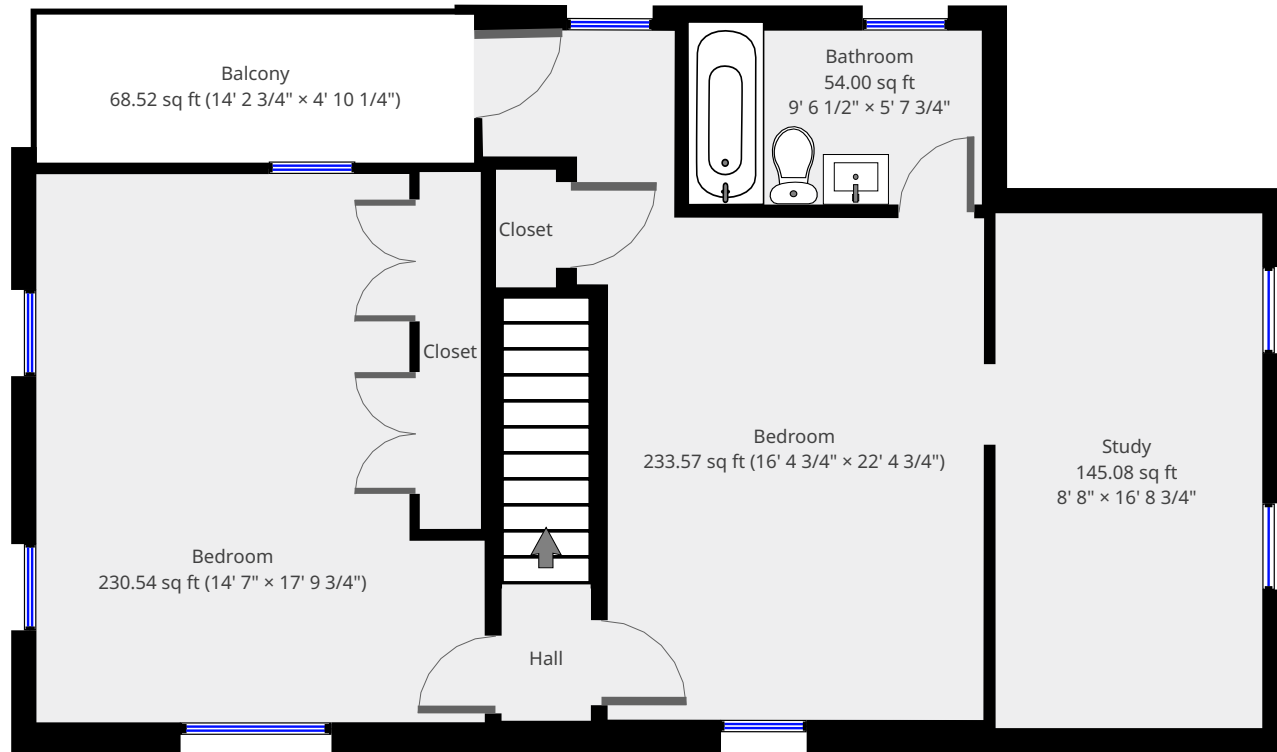 Balcony
68.52 sq ft (14' 2 3/4" × 4' 10 1/4")
Bathroom
54.00 sq ft
9' 6 1/2" × 5' 7 3/4"
Closet
Closet
Bedroom
233.57 sq ft (16' 4 3/4" × 22' 4 3/4")
Study
145.08 sq ft
8' 8" × 16' 8 3/4"
Bedroom
230.54 sq ft (14' 7" × 17' 9 3/4")
Hall